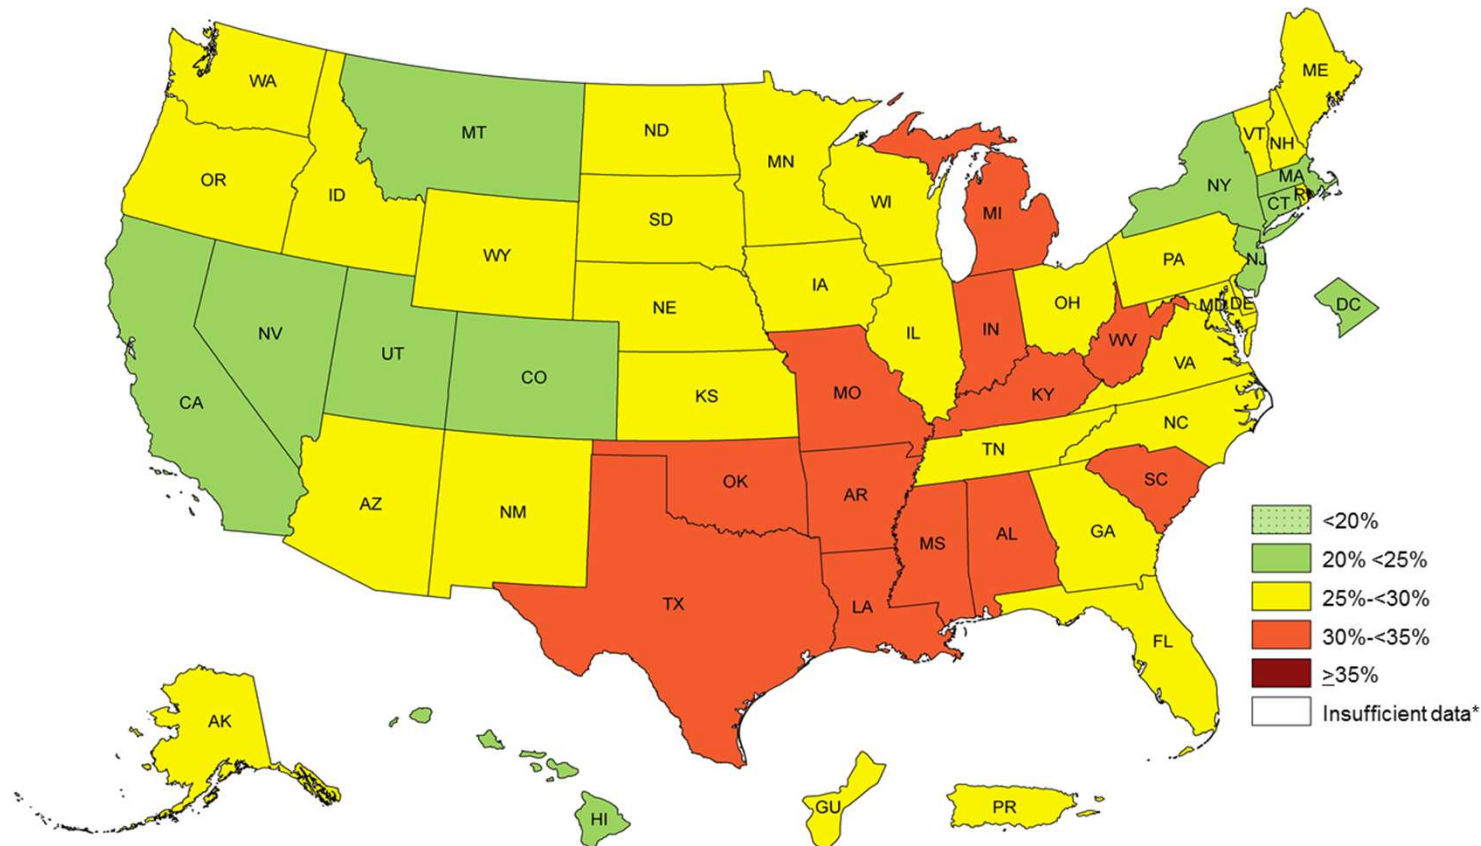 WA
MT
ND
MN
ME
VT
NH
OR
ID
SD
WI
MI
NY
MA
CT
RI
WY
NE
IA
PA
NJ
NV
UT
CO
KS
IL
IN
OH
MD
DE
DC
CA
MO
KY
WV
VA
AZ
NM
OK
AR
TN
NC
SC
TX
LA
MS
AL
GA
FL
AK
HI
GU
PR
<20%
20% <25%
25%-<30%
30%-<35%
≥35%
Insufficient data*